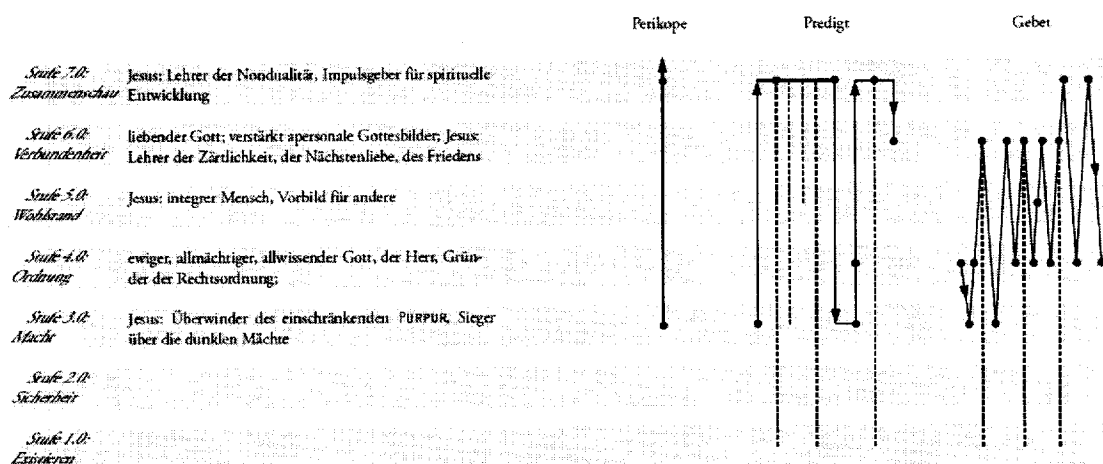 Perikope Predigt Gebet
Stufe 7.0: Jesus: Lehrer der Nondualität, Impulsgeber für spirituelle
Zusammenschau Entwicklung
Stufe 6.0: liebender Gott; verstärkt apersonale Gottesbilder; Jesus:
Verbundenheit Lehrer der Zärtlichkeit, der Nächstenliebe, des Friedens
Stufe 5.0: Jesus: integrer Mensch, Vorbild für andere
Wohlstand
Stufe 4.0: ewiger, allmächtiger, allwissender Gott, der Herr, Grün-
Ordnung der der Rechtsordnung;
Stufe 3.0: Jesus: Überwinder des einschränkenden PURPUR, Sieger
Macht über die dunklen Mächte
Stufe 2.0:
Sicherheit
Stufe 1.0:
Existieren